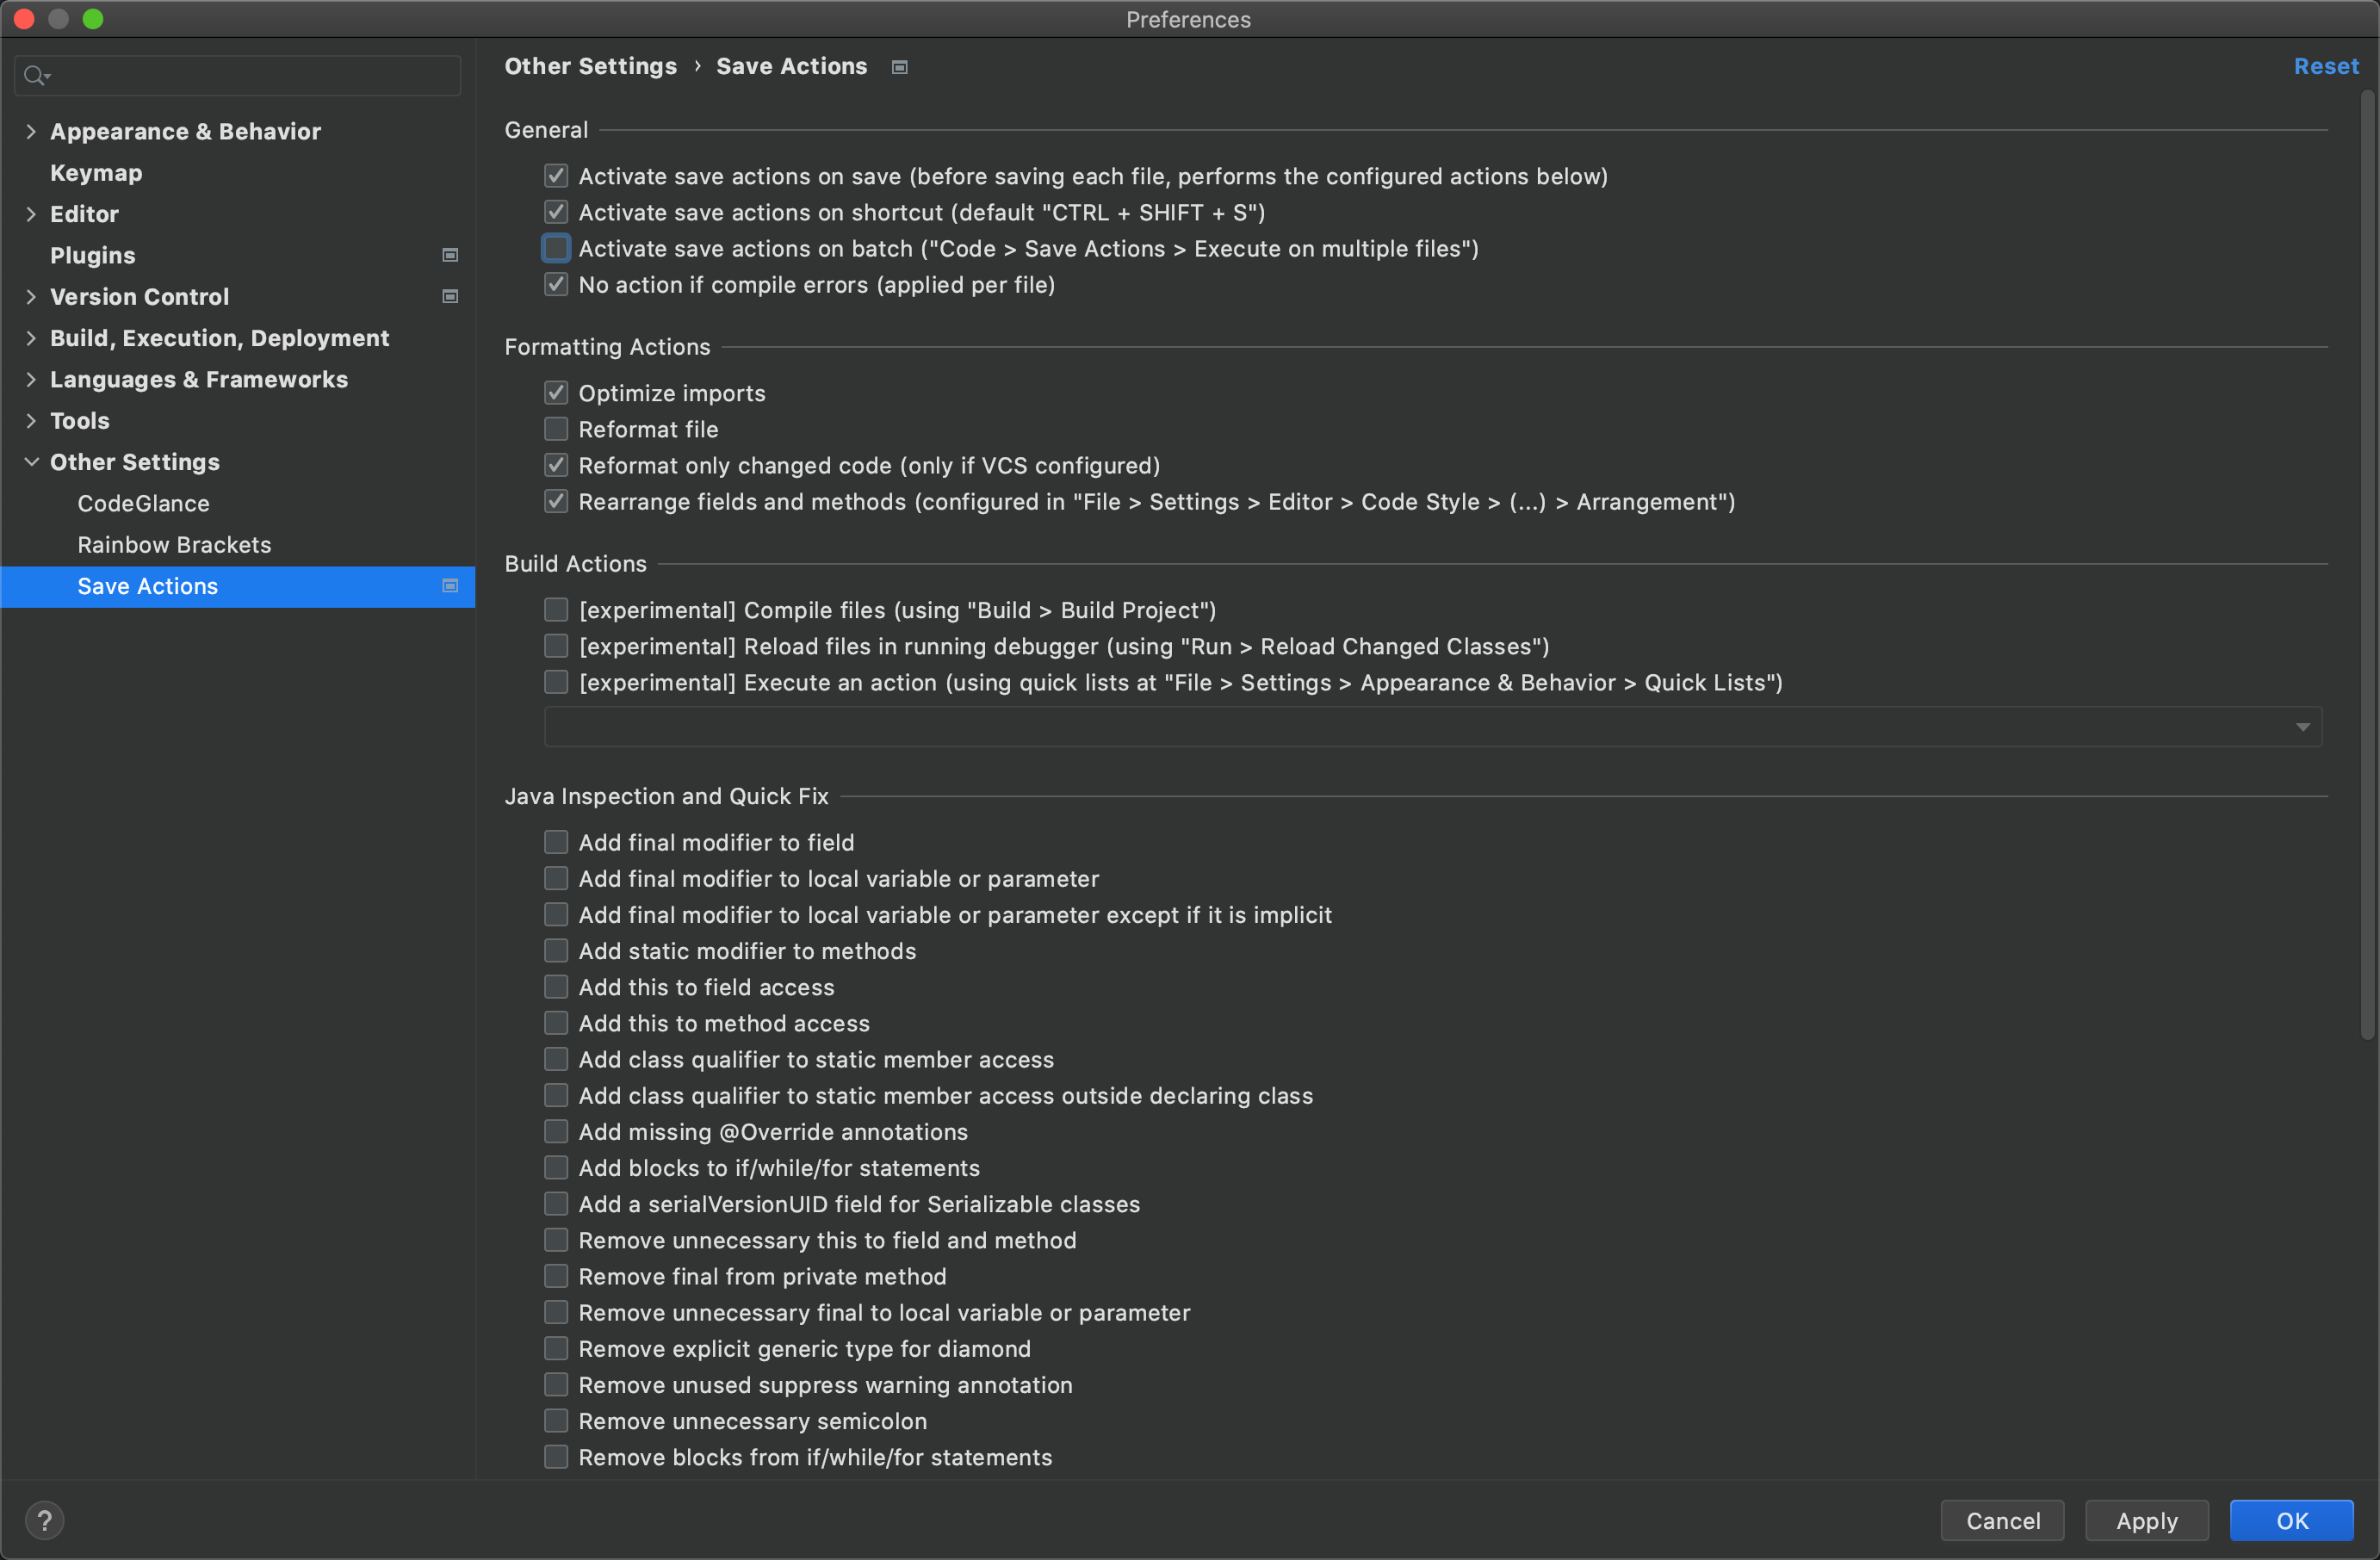 Preferences
Appearance & Behavior
Keymap
Editor
Plugins
Version Control
Build, Execution, Deployment
Languages & Frameworks
Tools
Other Settings
CodeGlance
Rainbow Brackets
Save Actions
Other Settings › Save Actions
Reset
General
Activate save actions on save (before saving each file, performs the configured actions below)
Activate save actions on shortcut (default "CTRL + SHIFT + S")
Activate save actions on batch ("Code > Save Actions > Execute on multiple files")
No action if compile errors (applied per file)
Formatting Actions
Optimize imports
Reformat file
Reformat only changed code (only if VCS configured)
Rearrange fields and methods (configured in "File > Settings > Editor > Code Style > (...) > Arrangement")
Build Actions
[experimental] Compile files (using "Build > Build Project")
[experimental] Reload files in running debugger (using "Run > Reload Changed Classes")
[experimental] Execute an action (using quick lists at "File > Settings > Appearance & Behavior > Quick Lists")
Java Inspection and Quick Fix
Add final modifier to field
Add final modifier to local variable or parameter
Add final modifier to local variable or parameter except if it is implicit
Add static modifier to methods
Add this to field access
Add this to method access
Add class qualifier to static member access
Add class qualifier to static member access outside declaring class
Add missing @Override annotations
Add blocks to if/while/for statements
Add a serialVersionUID field for Serializable classes
Remove unnecessary this to field and method
Remove final from private method
Remove unnecessary final to local variable or parameter
Remove explicit generic type for diamond
Remove unused suppress warning annotation
Remove unnecessary semicolon
Remove blocks from if/while/for statements
?
Cancel
Apply
OK